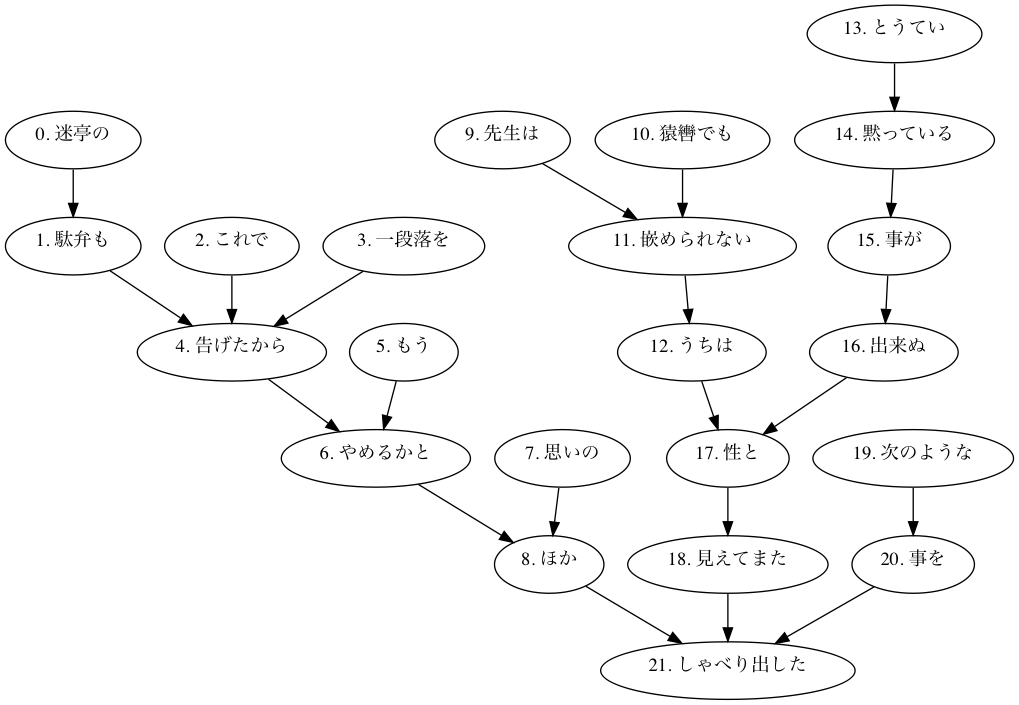 0. 迷亭の
1. 駄弁も
2. これで
3. 一段落を
4. 告げたから
5. もう
6. やめるかと
7. 思いの
8. ほか
9. 先生は
10. 猿轡でも
11. 嵌められない
12. うちは
13. とうてい
14. 黙っている
15. 事が
16. 出来ぬ
17. 性と
18. 見えてまた
19. 次のような
20. 事を
21. しゃべり出した